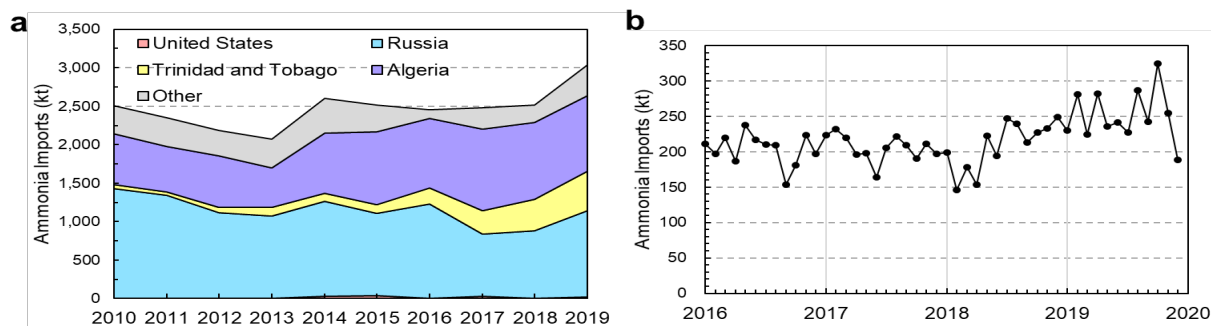 a
Ammonia Imports (kt)
3,500
3,000
2,500
2,000
1,500
1,000
500
0
United States
Russia
Trinidad and Tobago
Algeria
Other
2010 2011 2012 2013 2014 2015 2016 2017 2018 2019
b
Ammonia Imports (kt)
350
300
250
200
150
100
50
0
2016 2017 2018 2019 2020